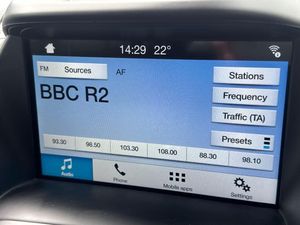 14:29 22°
FM Sources AF Stations
BBC R2
Frequency
Traffic (TA)
Presets
93.30 98.50 103.30 108.00 88.30 98.10
Audio Phone Mobile apps Settings